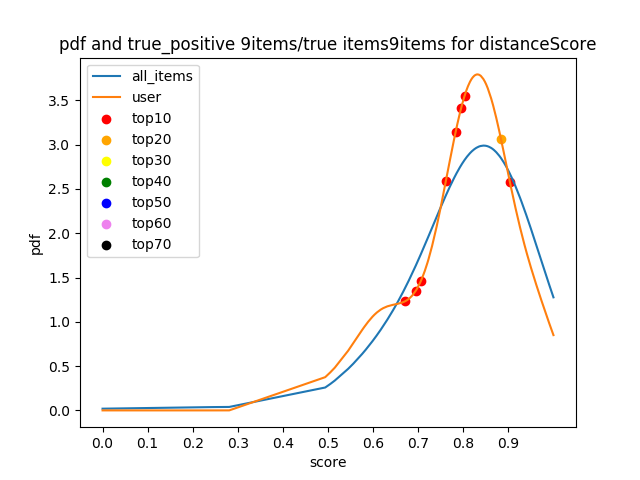 pdf and true_positive 9items/true items9items for distanceScore
all_items
user
top10
top20
top30
top40
top50
top60
top70
pdf
3.5
3.0
2.5
2.0
1.5
1.0
0.5
0.0
0.0 0.1 0.2 0.3 0.4 0.5 0.6 0.7 0.8 0.9
score